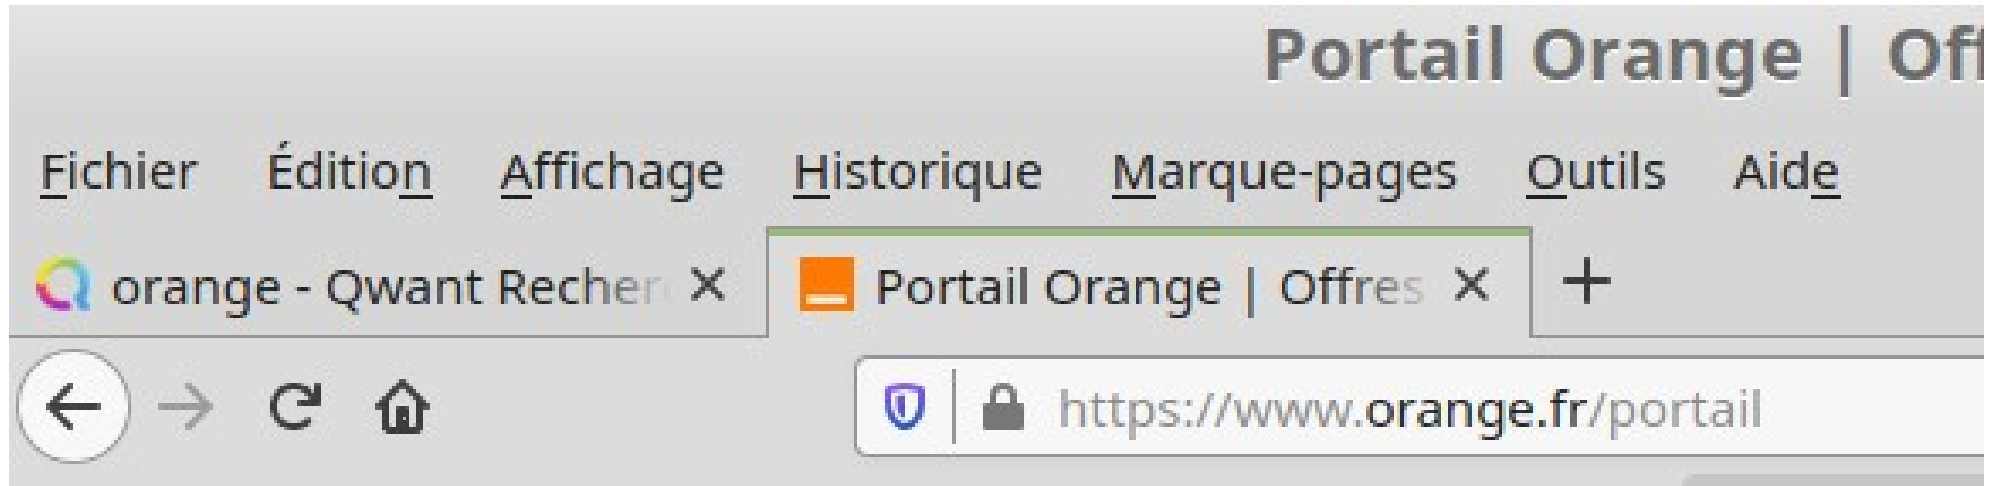 Portail Orange | Off
Fichier Édition Affichage Historique Marque-pages Outils Aide
orange - Qwant Recher Portail Orange | Offres
https://www.orange.fr/portail